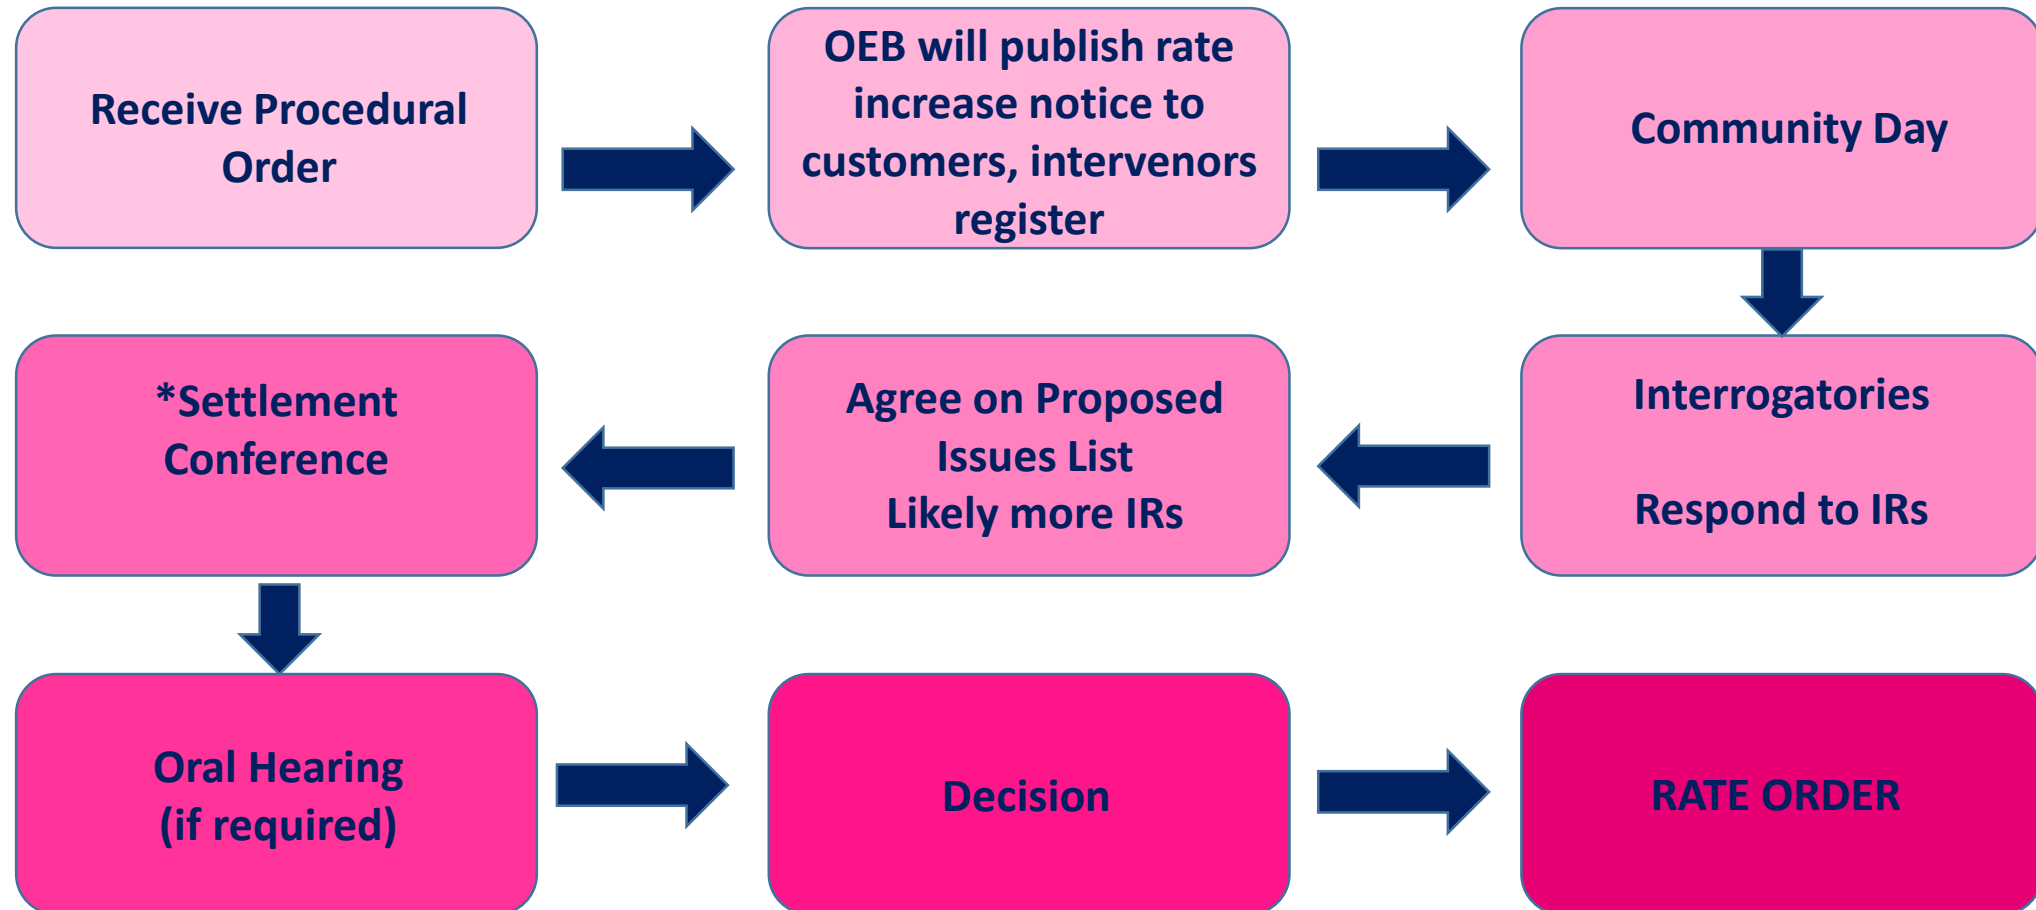 Receive Procedural
Order
OEB will publish rate
increase notice to
customers, intervenors
register
Community Day
Interrogatories
Respond to IRs
Agree on Proposed
Issues List
Likely more IRs
*Settlement
Conference
Oral Hearing
(if required)
Decision
RATE ORDER